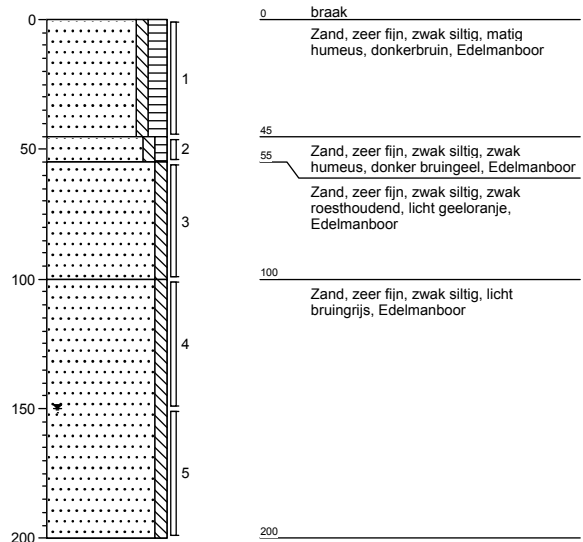 0
50
100
150
200
1
2
3
4
5
0 braak
Zand, zeer fijn, zwak siltig, matig
humeus, donkerbruin, Edelmanboor
45
Zand, zeer fijn, zwak siltig, zwak
humeus, donker bruingeel, Edelmanboor
55
Zand, zeer fijn, zwak siltig, zwak
roesthoudend, licht geeloranje,
Edelmanboor
100
Zand, zeer fijn, zwak siltig, licht
bruingrijs, Edelmanboor
200